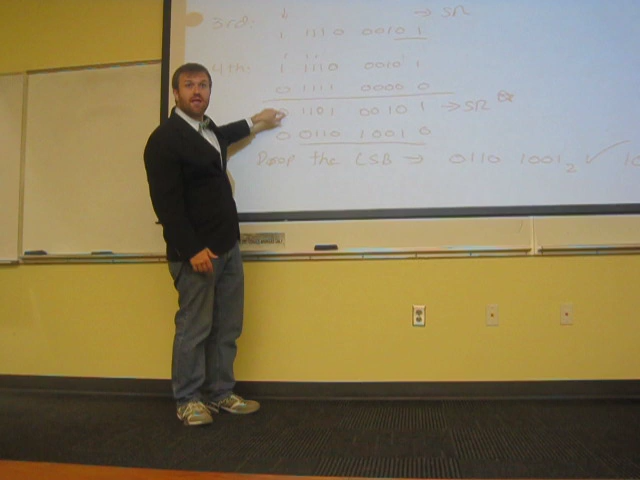 3rd. → SR
1 1110 0010 1
4th. 1 1110 0010 1
0 1111 0000 0
1101 0010 1 → SR
0 0110 1001 0
Drop the LSB → 0110 1001₂ ✓ 10